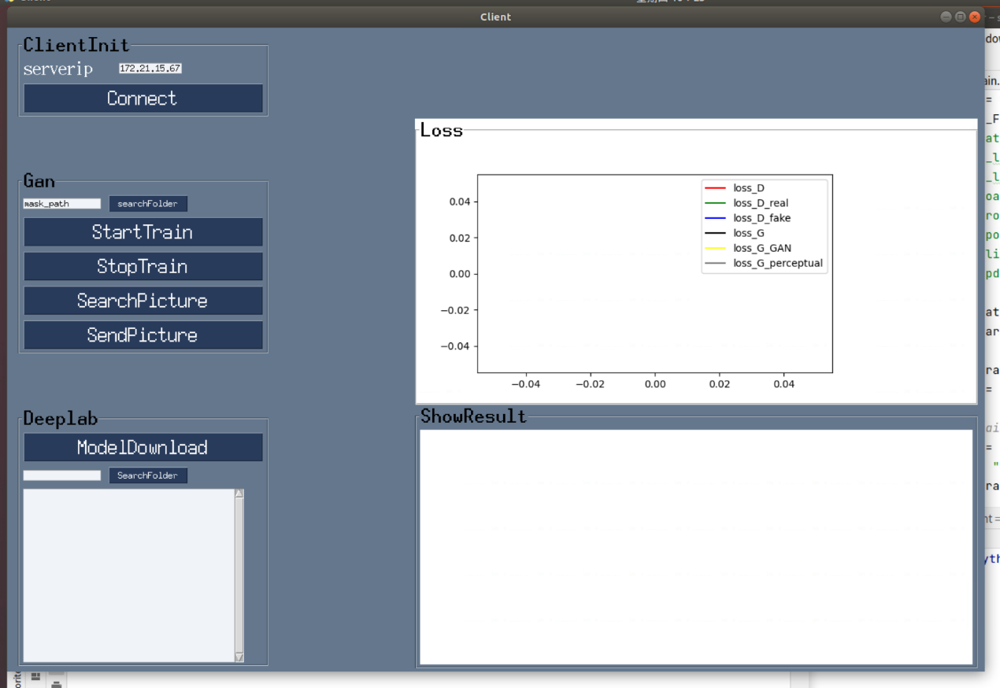 Client
ClientInit
serverip 172.21.15.67
Connect
Gan
mask_path searchFolder
StartTrain
StopTrain
SearchPicture
SendPicture
Deeplab
ModelDownload
SearchFolder
Loss
loss_D
loss_D_real
loss_D_fake
loss_G
loss_G_GAN
loss_G_perceptual
0.04
0.02
0.00
−0.02
−0.04
−0.04 −0.02 0.00 0.02 0.04
ShowResult